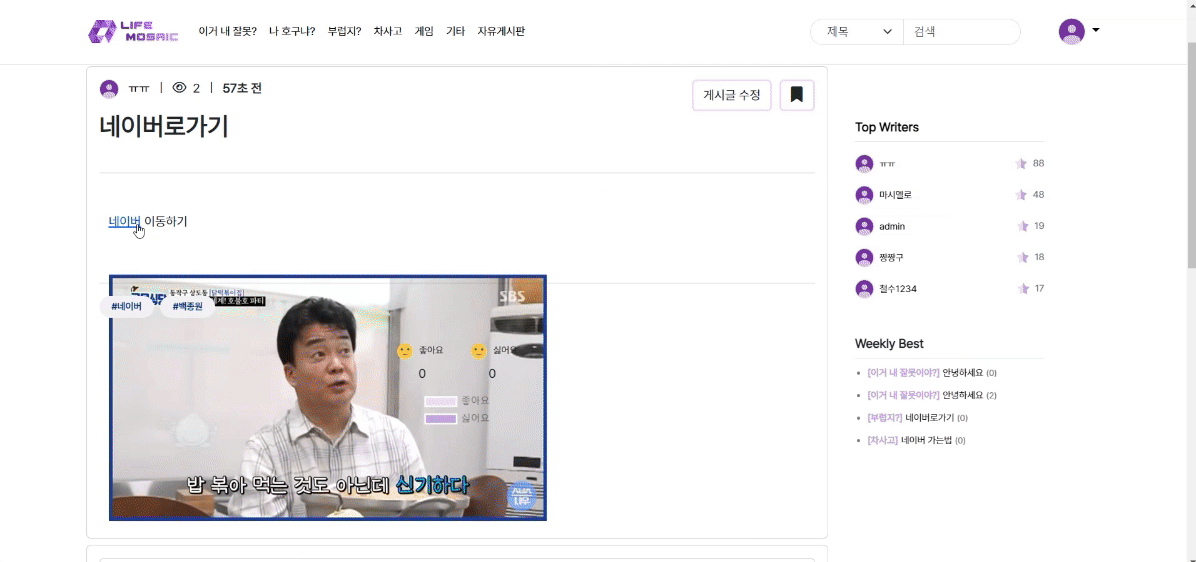 LIFE MOSAIC
이거 내 잘못? 나 호구냐? 부럽지? 차사고 게임 기타 자유게시판
제목 검색
ㅠㅠ | 2 | 57초 전
게시글 수정
네이버로가기
네이버 이동하기
동작구 상도동
호불호 파티
SBS
#네이버 #백종원
좋아요 싫어요
0 0
좋아요
싫어요
밥 볶아 먹는 것도 아닌데 신기하다
Top Writers
ㅠㅠ 88
마시멜로 48
admin 19
짱짱구 18
철수1234 17
Weekly Best
[이거 내 잘못이야?] 안녕하세요 (0)
[이거 내 잘못이야?] 안녕하세요 (2)
[부럽지?] 네이버로가기 (0)
[차사고] 네이버 가는법 (0)